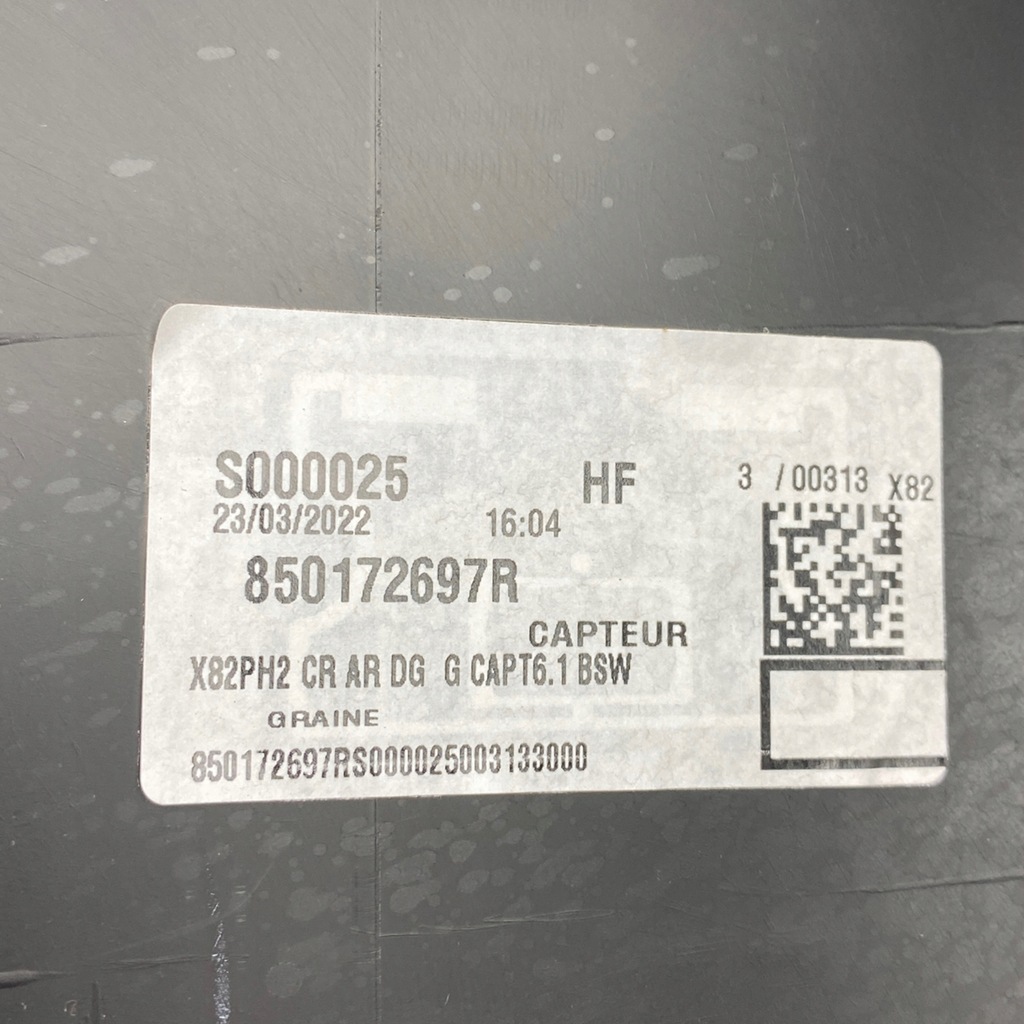 S000025 HF 3 / 00313 X82
23/03/2022 16:04
850172697R
CAPTEUR
X82PH2 CR AR DG G CAPT6.1 BSW
GRAINE
850172697RS000025003133000